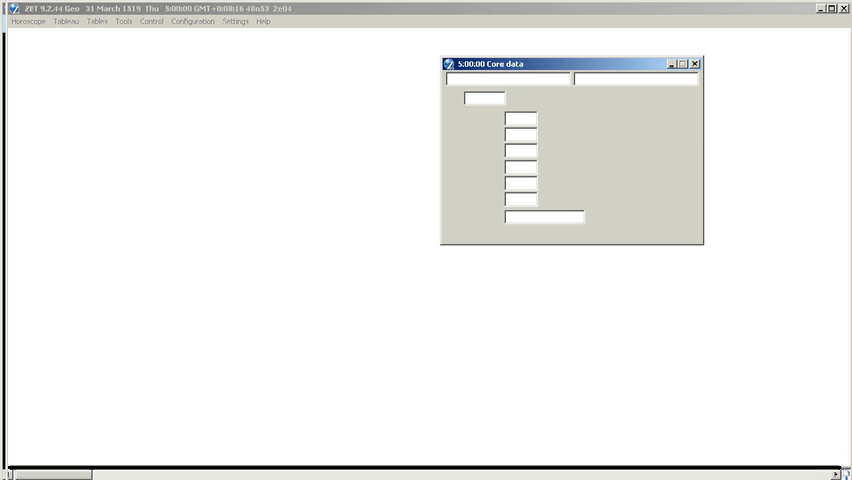 ZET 9.2.44 Geo 31 March 1519 Thu 5:00:00 GMT+0:08:16 48n53 2e04
Horoscope Tableau Tables Tools Control Configuration Settings Help
5:00:00 Core data